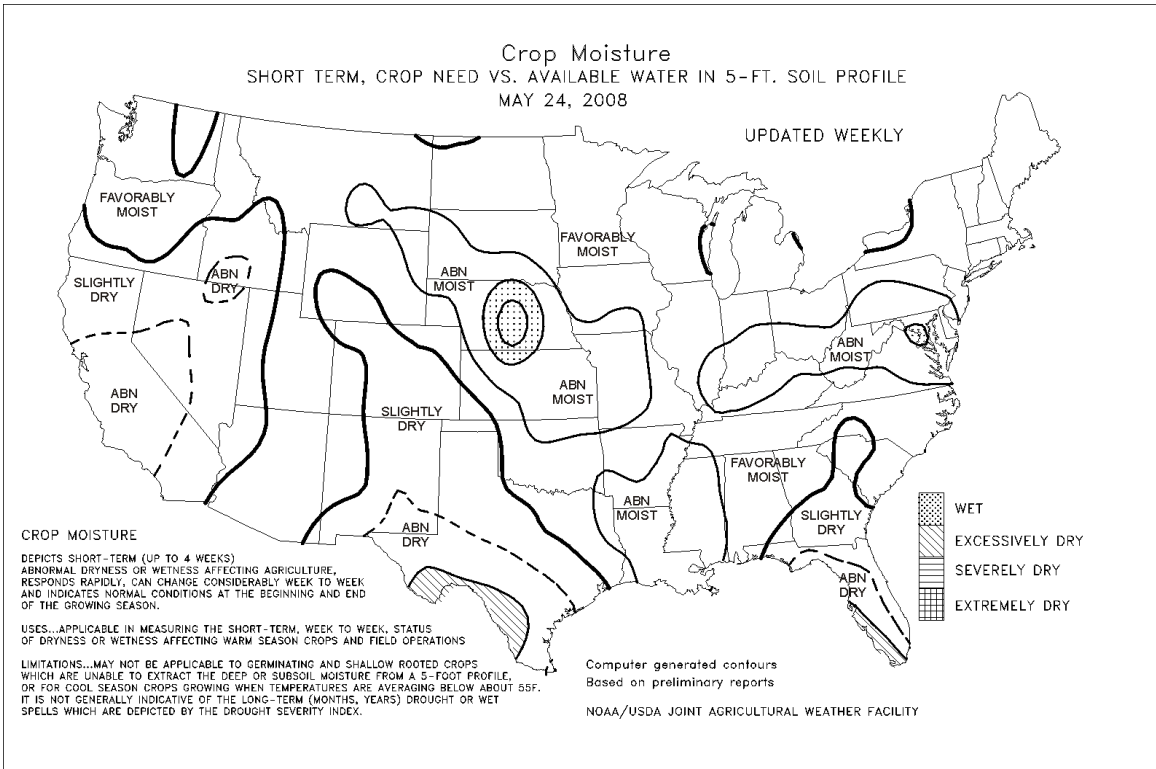 Crop Moisture
SHORT TERM, CROP NEED VS. AVAILABLE WATER IN 5-FT. SOIL PROFILE
MAY 24, 2008
UPDATED WEEKLY
FAVORABLY
MOIST
SLIGHTLY
DRY
ABN
DRY
ABN
DRY
ABN
MOIST
FAVORABLY
MOIST
ABN
MOIST
SLIGHTLY
DRY
ABN
DRY
ABN
MOIST
ABN
MOIST
FAVORABLY
MOIST
SLIGHTLY
DRY
ABN
DRY
WET
EXCESSIVELY DRY
SEVERELY DRY
EXTREMELY DRY
CROP MOISTURE
DEPICTS SHORT-TERM (UP TO 4 WEEKS)
ABNORMAL DRYNESS OR WETNESS AFFECTING AGRICULTURE,
RESPONDS RAPIDLY, CAN CHANGE CONSIDERABLY WEEK TO WEEK
AND INDICATES NORMAL CONDITIONS AT THE BEGINNING AND END
OF THE GROWING SEASON.
USES...APPLICABLE IN MEASURING THE SHORT-TERM, WEEK TO WEEK, STATUS
OF DRYNESS OR WETNESS AFFECTING WARM SEASON CROPS AND FIELD OPERATIONS
LIMITATIONS...MAY NOT BE APPLICABLE TO GERMINATING AND SHALLOW ROOTED CROPS
WHICH ARE UNABLE TO EXTRACT THE DEEP OR SUBSOIL MOISTURE FROM A 5-FOOT PROFILE,
OR FOR COOL SEASON CROPS GROWING WHEN TEMPERATURES ARE AVERAGING BELOW ABOUT 55F.
IT IS NOT GENERALLY INDICATIVE OF THE LONG-TERM (MONTHS, YEARS) DROUGHT OR WET
SPELLS WHICH ARE DEPICTED BY THE DROUGHT SEVERITY INDEX.
Computer generated contours
Based on preliminary reports
NOAA/USDA JOINT AGRICULTURAL WEATHER FACILITY